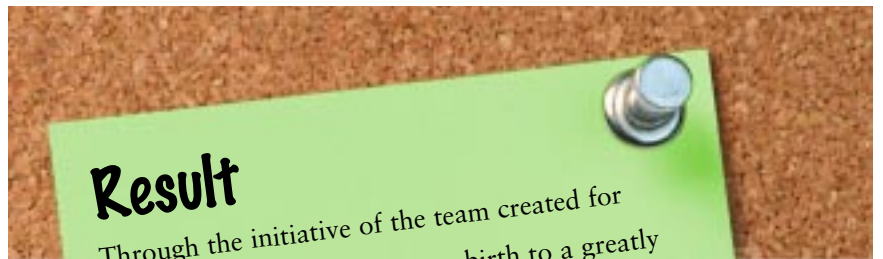 Result
Through the initiative of the team created for
birth to a greatly